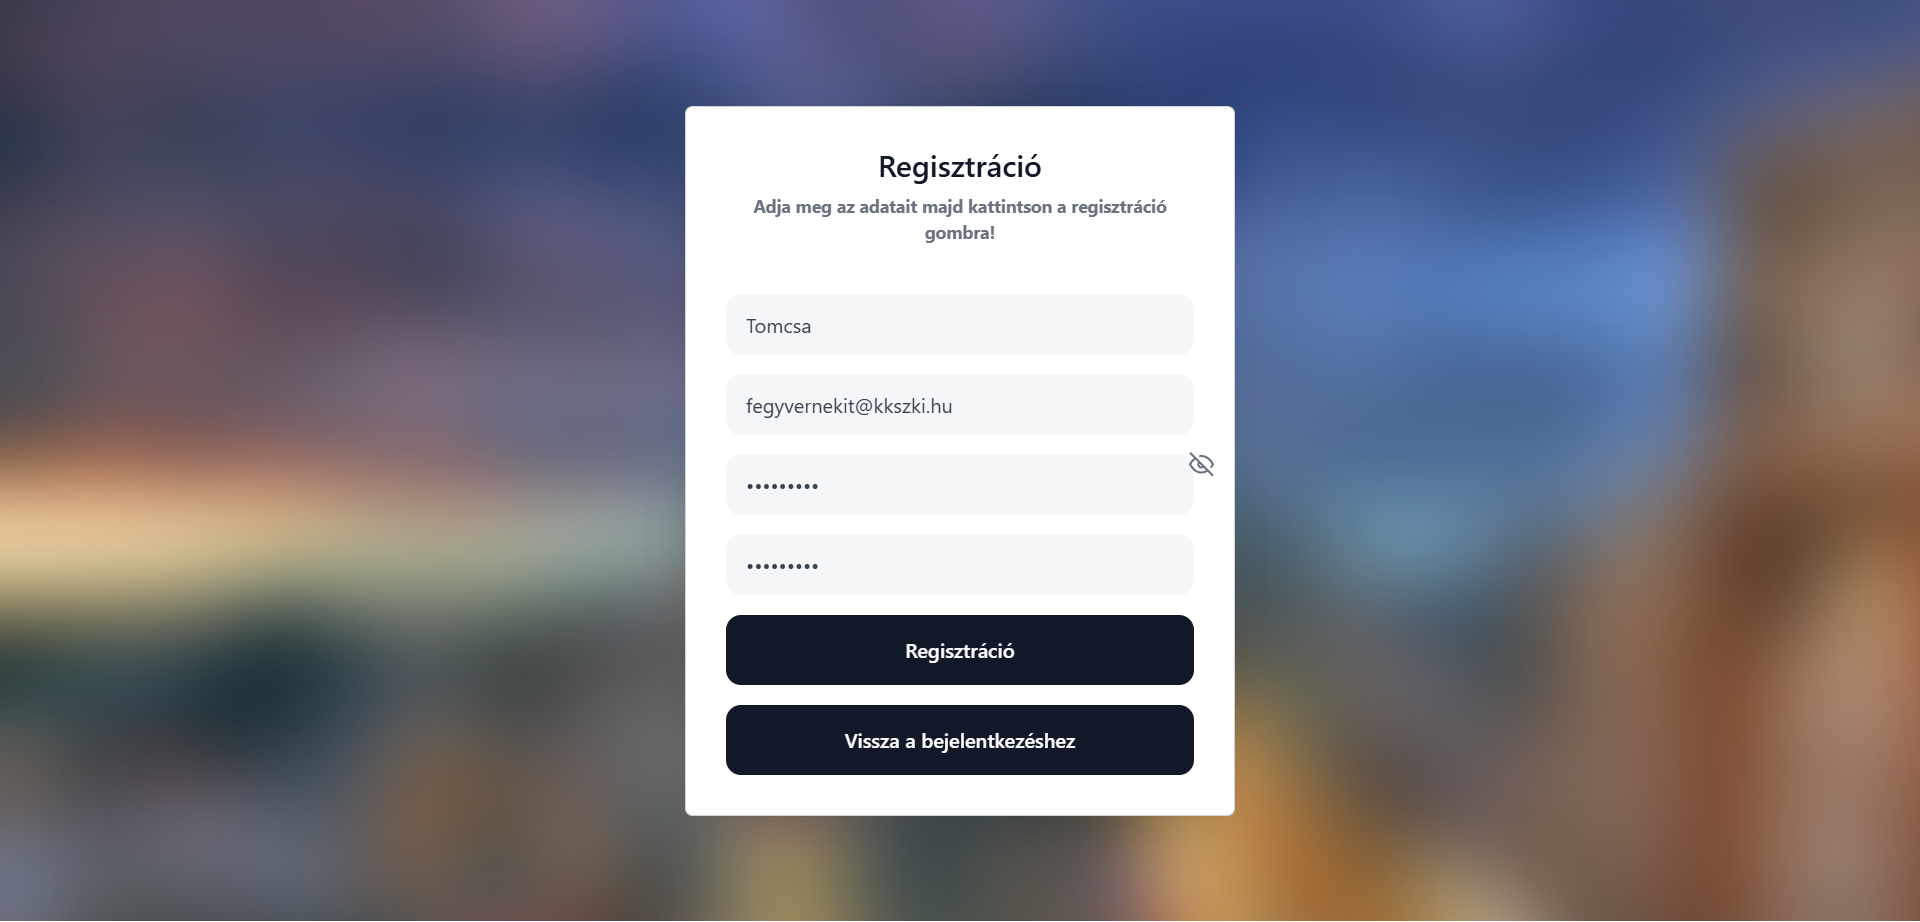 Regisztráció
Adja meg az adatait majd kattintson a regisztráció
gombra!
Tomcsa
fegyvernekit@kkszki.hu
•••••••••
•••••••••
Regisztráció
Vissza a bejelentkezéshez